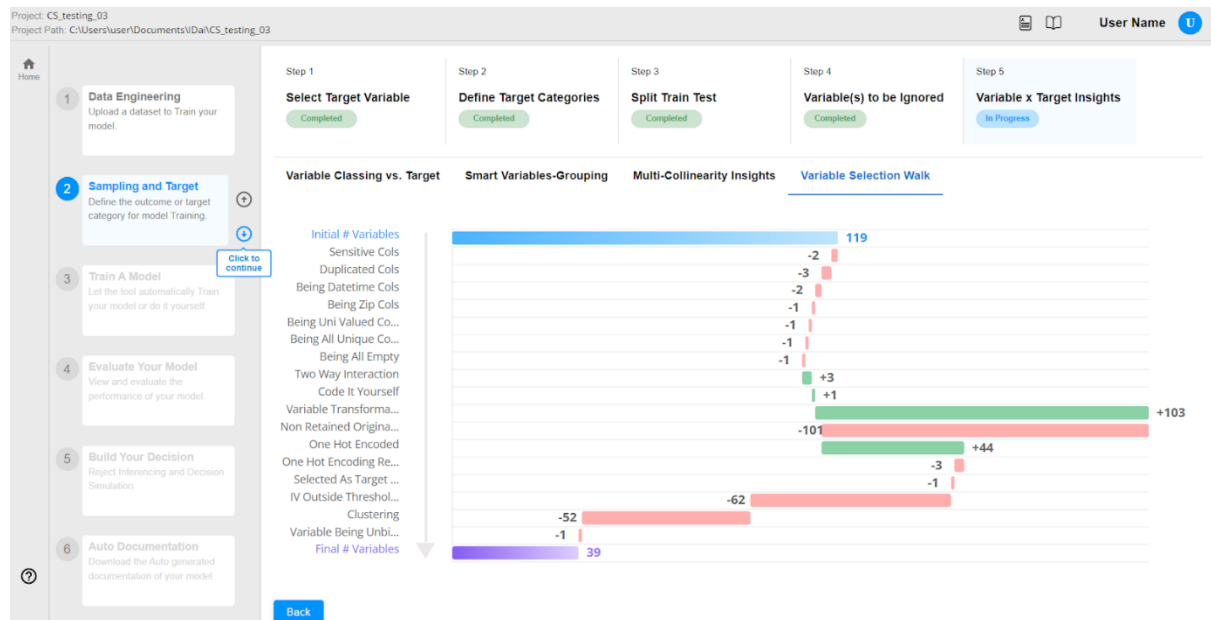 Project: CS_testing_03
Project Path: C:\Users\user\Documents\IDai\CS_testing_03
User Name
U
Home
1
Data Engineering
Upload a dataset to Train your
model.
2
Sampling and Target
Define the outcome or target
category for model Training.
Click to
continue
3
Train A Model
Let the tool automatically Train
your model or do it yourself.
4
Evaluate Your Model
View and evaluate the
performance of your model.
5
Build Your Decision
Reject Inferencing and Decision
Simulation
6
Auto Documentation
Download the Auto generated
documentation of your model
Step 1
Select Target Variable
Completed
Step 2
Define Target Categories
Completed
Step 3
Split Train Test
Completed
Step 4
Variable(s) to be Ignored
Completed
Step 5
Variable x Target Insights
In Progress
Variable Classing vs. Target
Smart Variables-Grouping
Multi-Collinearity Insights
Variable Selection Walk
Initial # Variables 119
Sensitive Cols -2
Duplicated Cols -3
Being Datetime Cols -2
Being Zip Cols -1
Being Uni Valued Co... -1
Being All Unique Co... -1
Being All Empty -1
Two Way Interaction +3
Code It Yourself +1
Variable Transforma... +103
Non Retained Origina... -101
One Hot Encoded +44
One Hot Encoding Re... -3
Selected As Target ... -1
IV Outside Threshol... -62
Clustering -52
Variable Being Unbi... -1
Final # Variables 39
Back